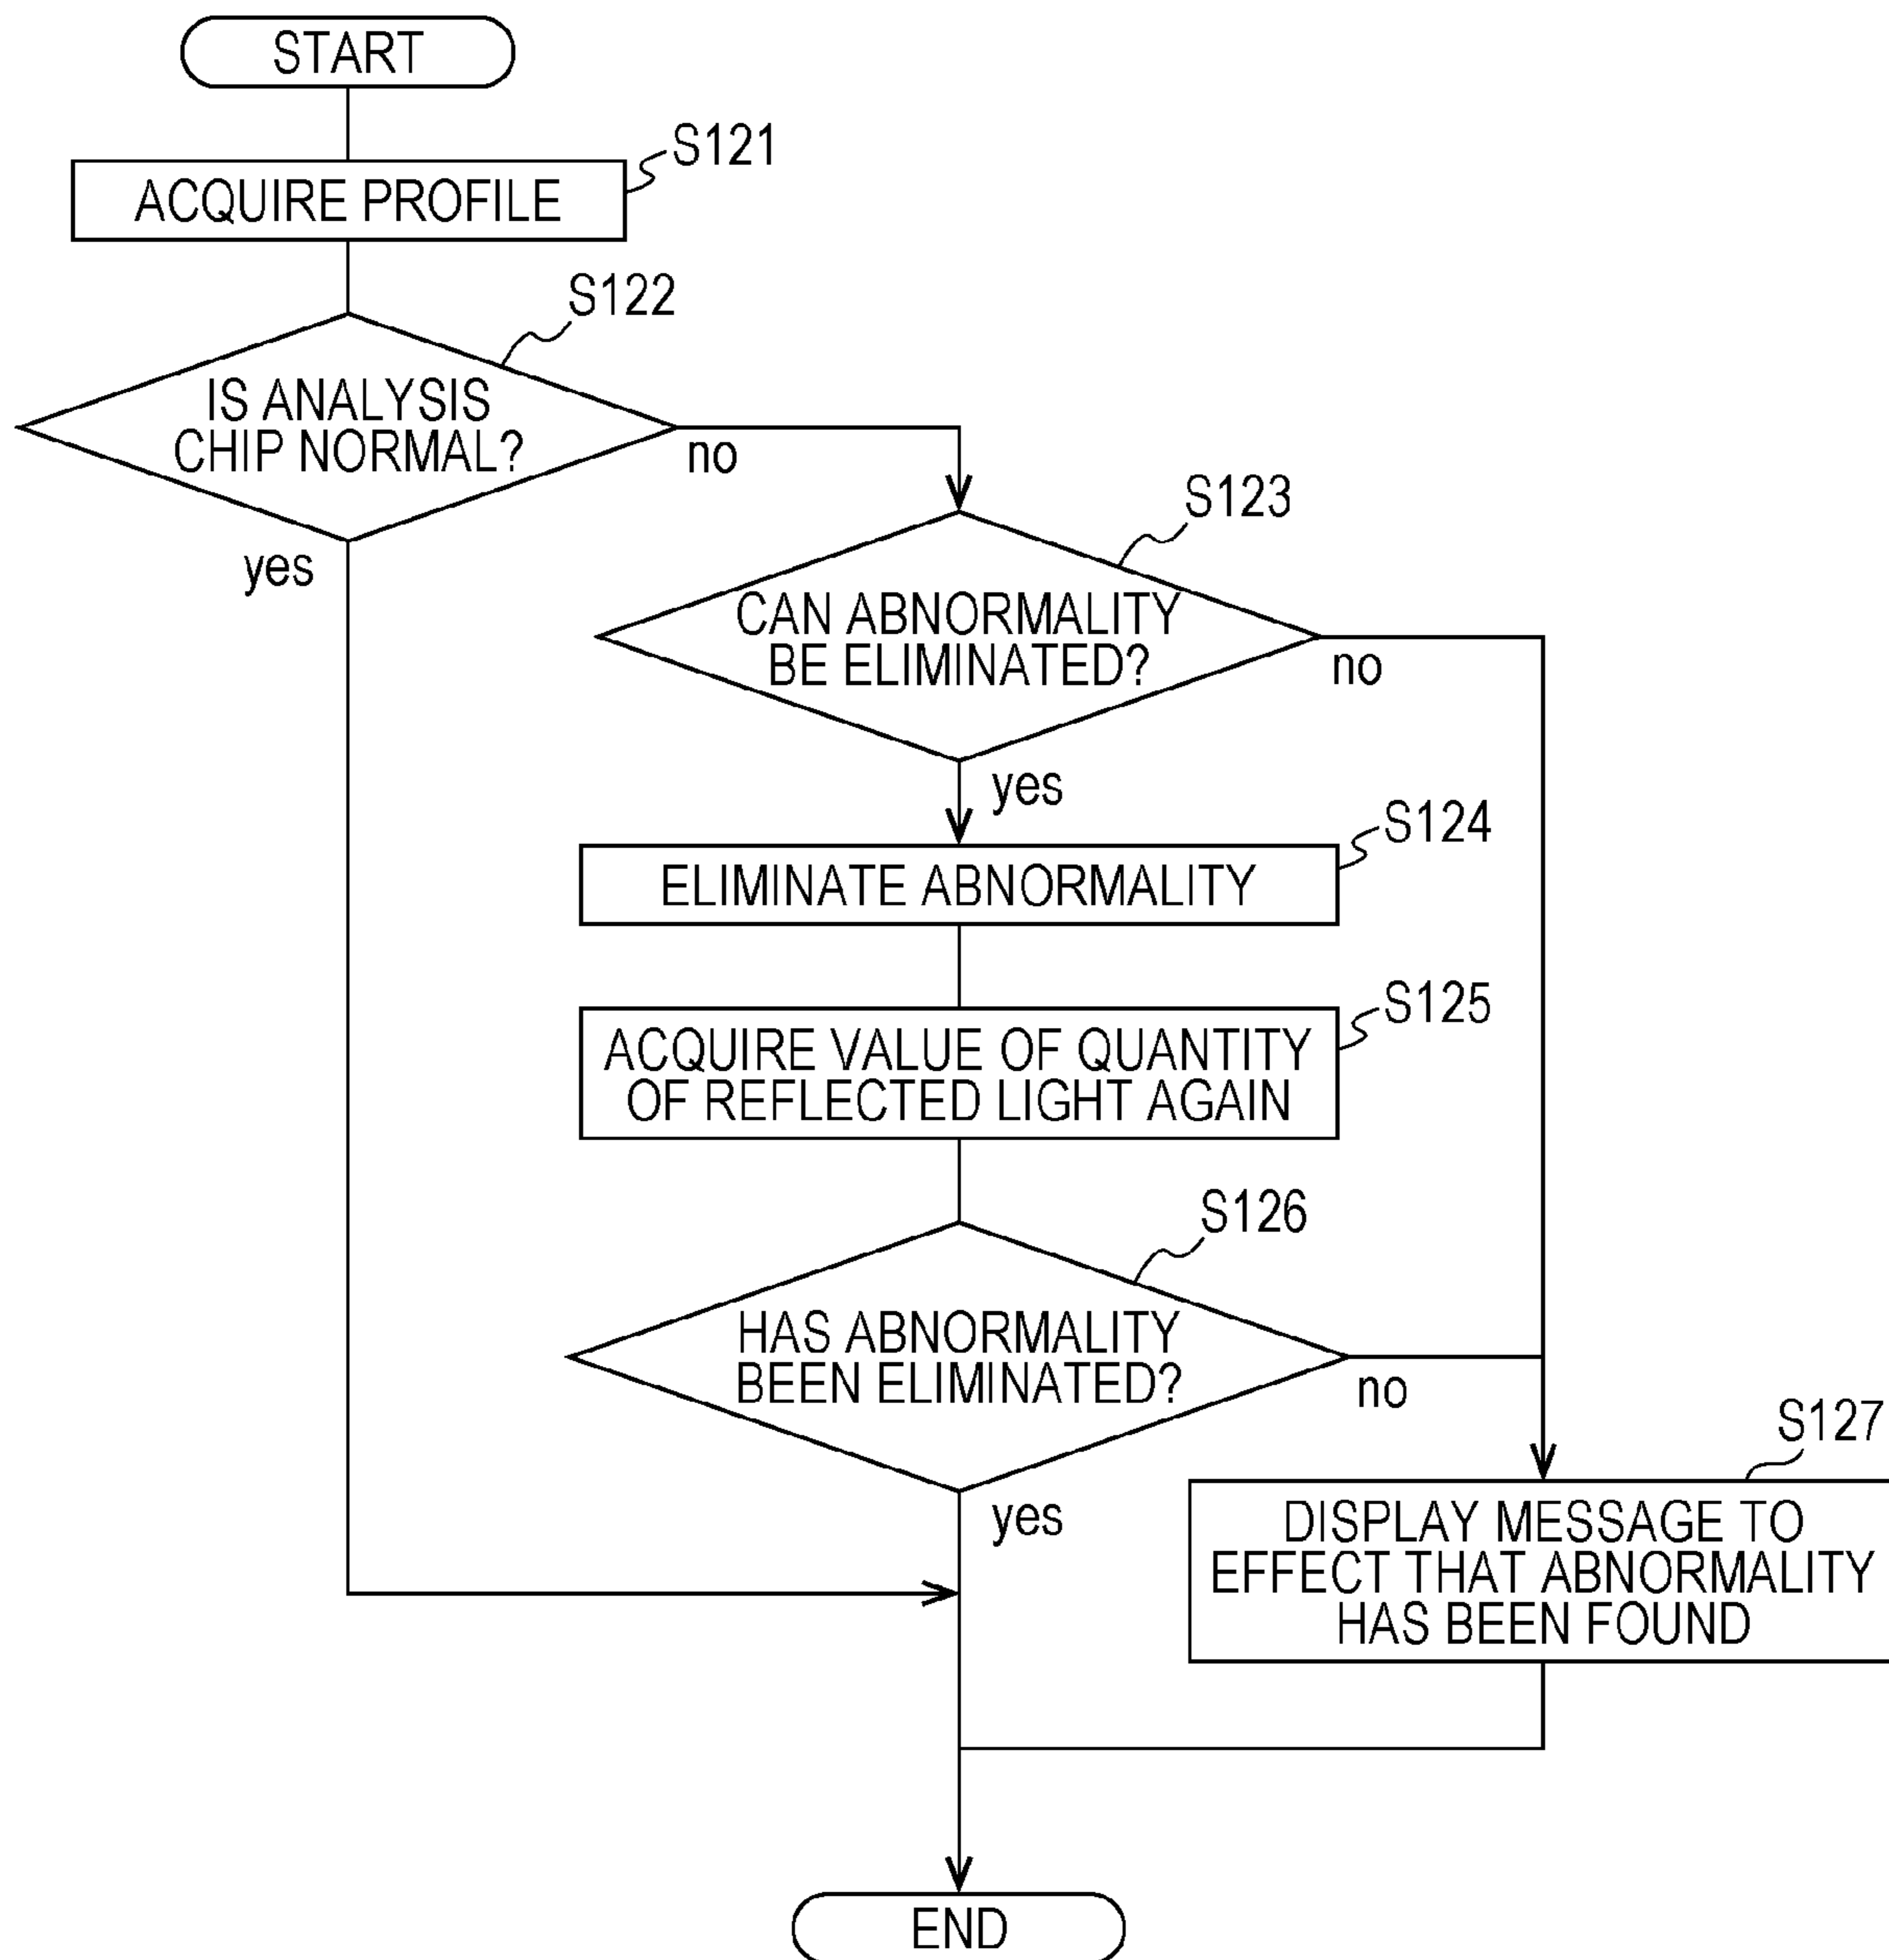 START
S121
ACQUIRE PROFILE
S122
IS ANALYSIS
CHIP NORMAL?
no
yes
S123
CAN ABNORMALITY
BE ELIMINATED?
no
yes
S124
ELIMINATE ABNORMALITY
S125
ACQUIRE VALUE OF QUANTITY
OF REFLECTED LIGHT AGAIN
S126
HAS ABNORMALITY
BEEN ELIMINATED?
no
yes
S127
DISPLAY MESSAGE TO
EFFECT THAT ABNORMALITY
HAS BEEN FOUND
END